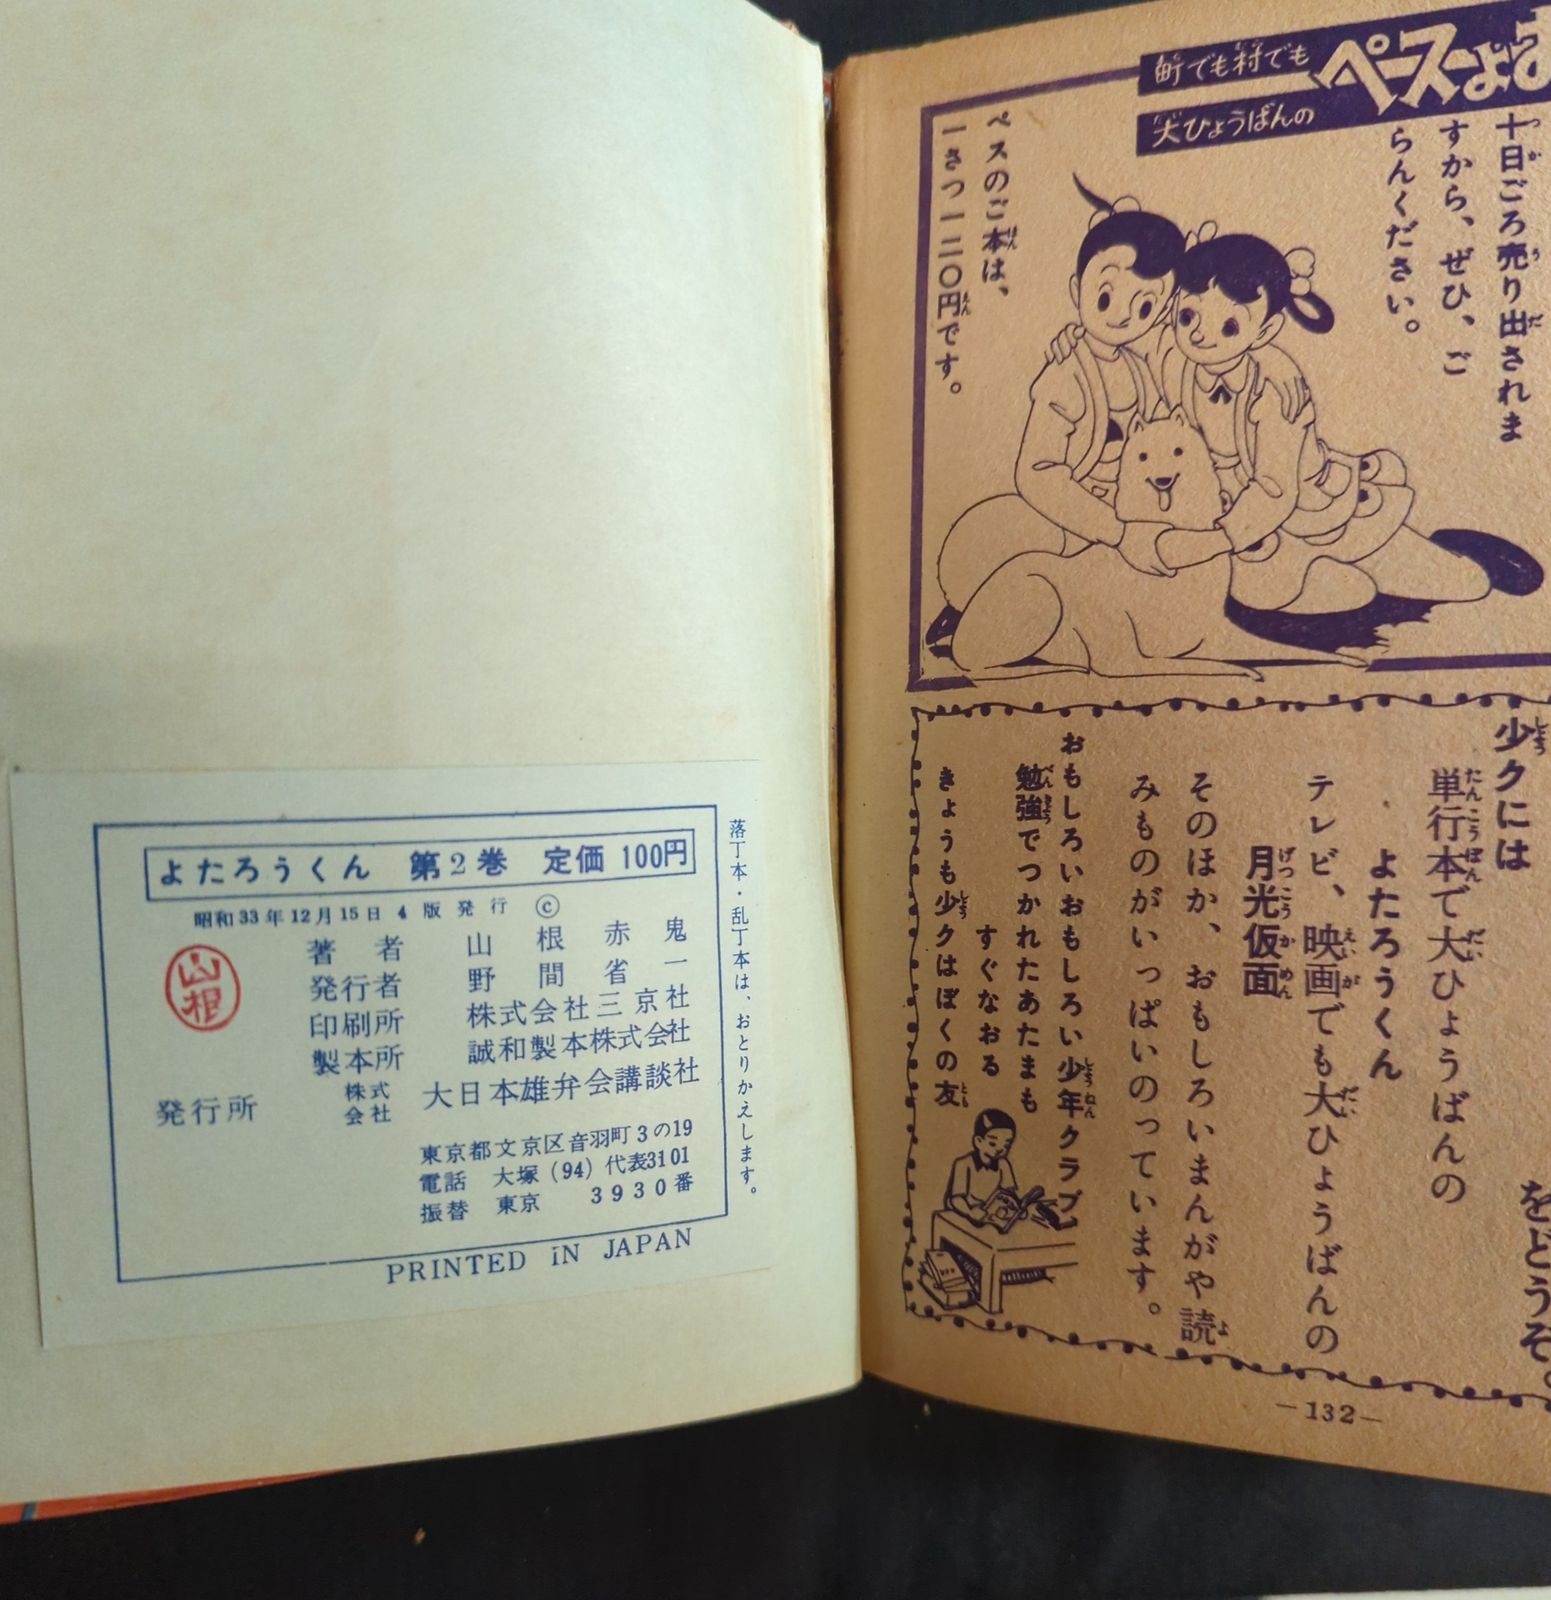 よたろうくん 第2巻 定価 100円
昭和33年12月15日 4版発行 ©
著者 山根赤鬼
発行者 野間省一
印刷所 株式会社三京社
製本所 誠和製本株式会社
発行所 株式会社 大日本雄弁会講談社
東京都文京区音羽町3の19
電話 大塚(94)代表3101
振替 東京 3930番
山根
PRINTED iN JAPAN
落丁本・乱丁本は、おとりかえします。
町でも村でも
大ひょうばんの
ペスよお
十日ごろ売り出されま
すから、ぜひ、ご
らんください。
ペスのご本は、
一さつ一二〇円です。
をどうぞ。
少クには
単行本で大ひょうばんの
よたろうくん
テレビ、映画でも大ひょうばんの
月光仮面
そのほか、おもしろいまんがや読
みものがいっぱいのっています。
おもしろいおもしろい少年クラブ
勉強でつかれたあたまも
すぐなおる
きょうも少クはぼくの友
—132—